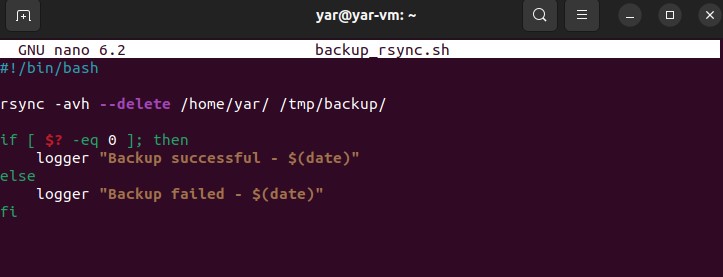 yar@yar-vm: ~
GNU nano 6.2 backup_rsync.sh
#!/bin/bash
rsync -avh --delete /home/yar/ /tmp/backup/
if [ $? -eq 0 ]; then
    logger "Backup successful - $(date)"
else
    logger "Backup failed - $(date)"
fi